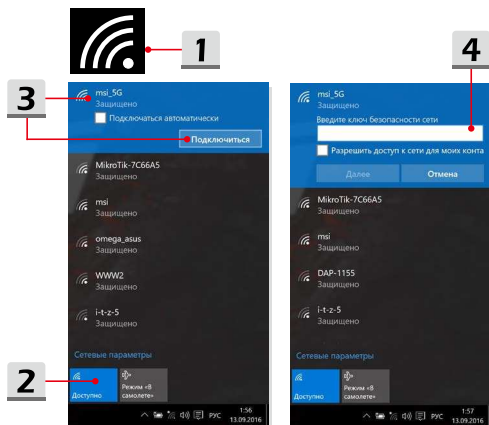 1
3
msi_5G
Защищено
Подключаться автоматически
Подключиться
MikroTik-7C66A5
Защищено
msi
Защищено
omega_asus
Защищено
WWW2
Защищено
i-t-z-5
Защищено
Сетевые параметры
2
Доступно
Режим «В
самолете»
РУС
1:56
13.09.2016
4
msi_5G
Защищено
Введите ключ безопасности сети
Разрешить доступ к сети для моих конта
Далее
Отмена
MikroTik-7C66A5
Защищено
msi
Защищено
DAP-1155
Защищено
i-t-z-5
Защищено
Сетевые параметры
Доступно
Режим «В
самолете»
РУС
1:57
13.09.2016